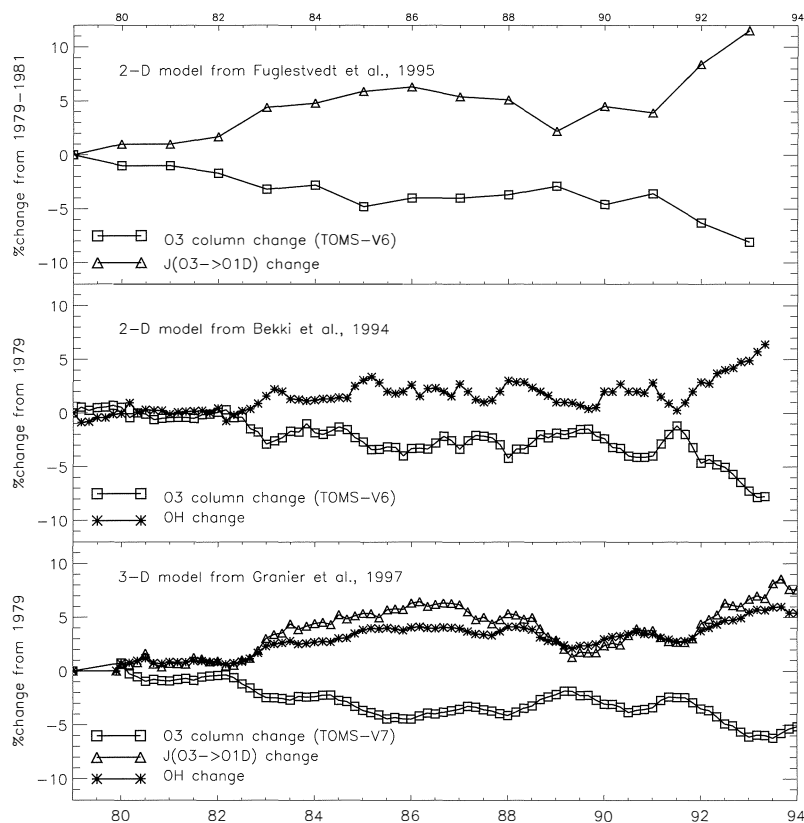 80 82 84 86 88 90 92 94
10
2-D model from Fuglestvedt et al., 1995
5
0
-5
-10
%change from 1979-1981
O3 column change (TOMS-V6)
J(O3->O1D) change
10
2-D model from Bekki et al., 1994
5
0
-5
-10
%change from 1979
O3 column change (TOMS-V6)
OH change
10
3-D model from Granier et al., 1997
5
0
-5
-10
%change from 1979
O3 column change (TOMS-V7)
J(O3->O1D) change
OH change
80 82 84 86 88 90 92 94